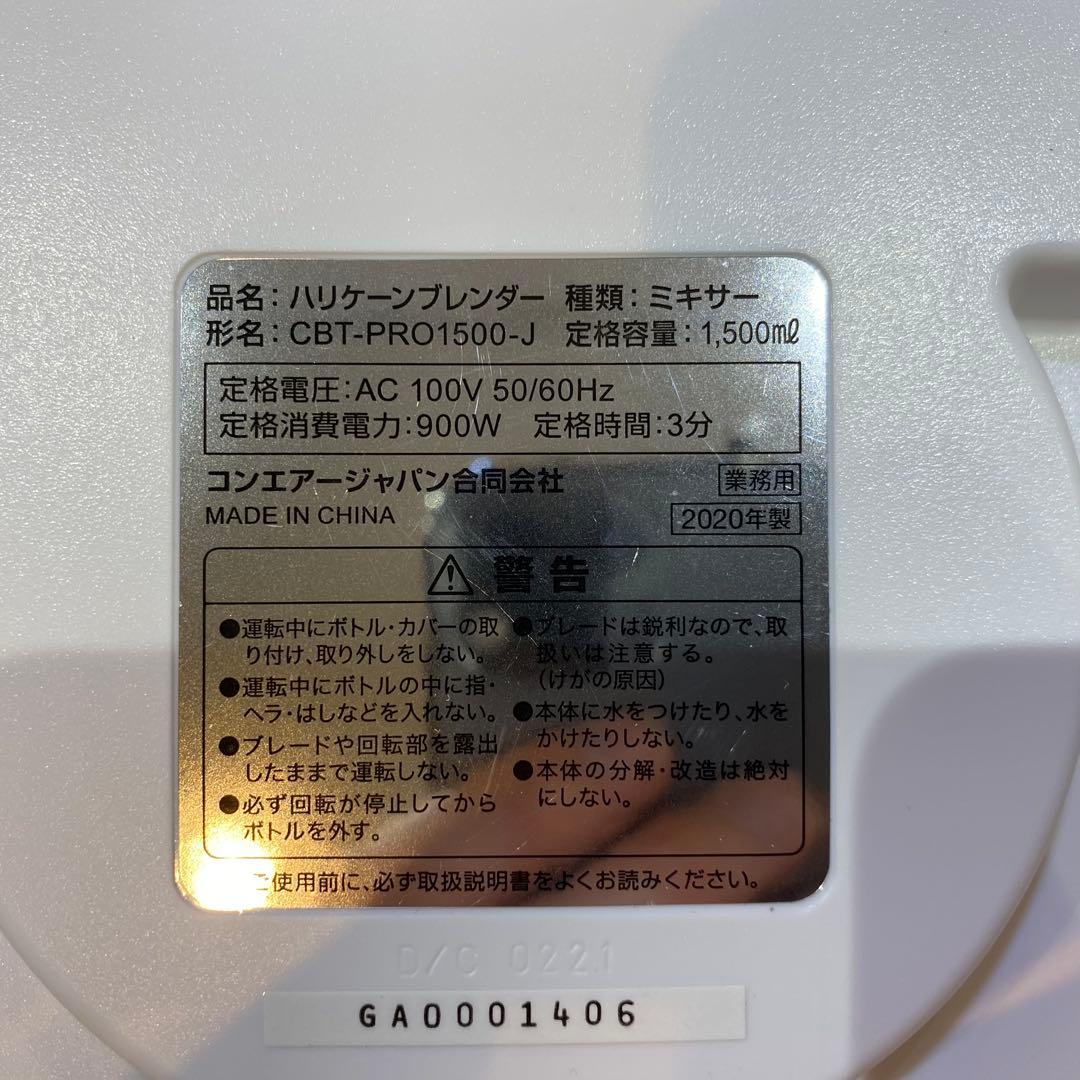 品名：ハリケーンブレンダー 種類：ミキサー
形名：CBT-PRO1500-J 定格容量：1,500㎖
定格電圧：AC 100V 50/60Hz
定格消費電力：900W 定格時間：3分
コンエアージャパン合同会社 業務用
MADE IN CHINA 2020年製
⚠ 警告
●運転中にボトル・カバーの取
り付け、取り外しをしない。
●運転中にボトルの中に指・
ヘラ・はしなどを入れない。
●ブレードや回転部を露出
したままで運転しない。
●必ず回転が停止してから
ボトルを外す。
●ブレードは鋭利なので、取
扱いは注意する。
（けがの原因）
●本体に水をつけたり、水を
かけたりしない。
●本体の分解・改造は絶対
にしない。
ご使用前に、必ず取扱説明書をよくお読みください。
D/C 0221
GA0001406